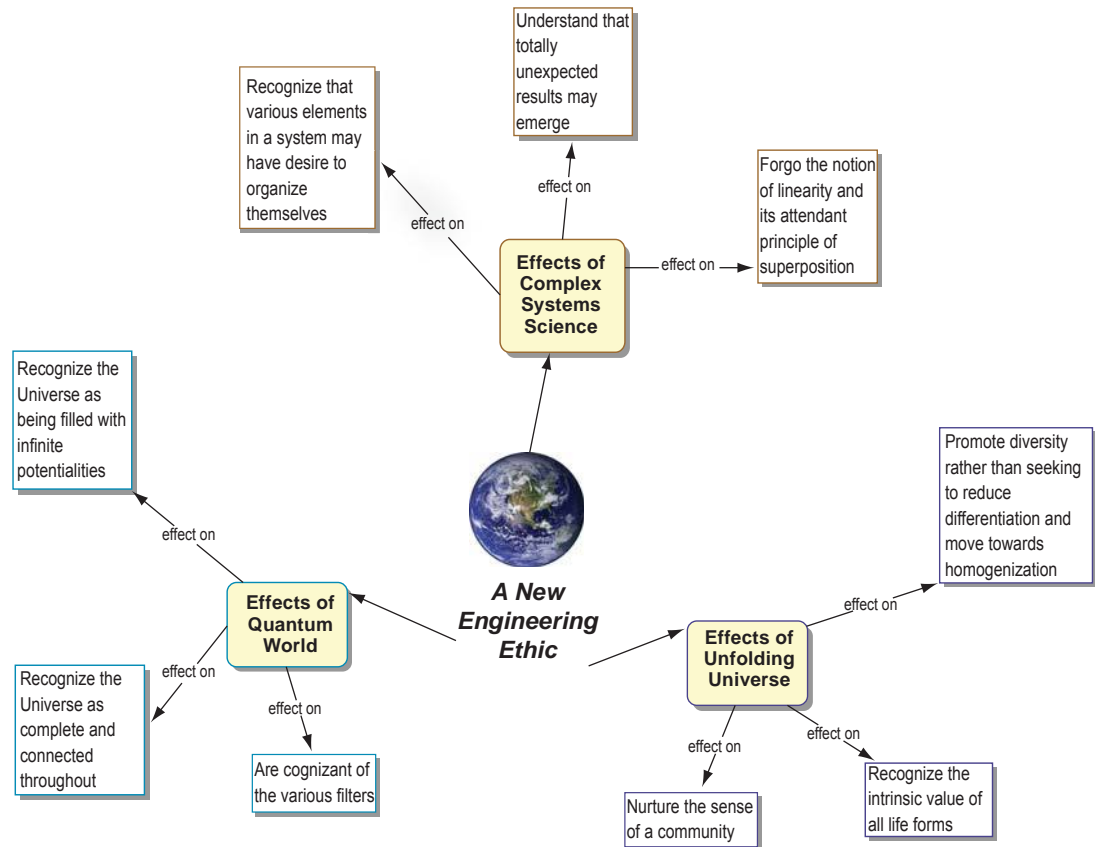 Understand that
totally
unexpected
results may
emerge
Recognize that
various elements
in a system may
have desire to
organize
themselves
effect on
effect on
Forgo the notion
of linearity and
its attendant
principle of
superposition
effect on
Effects of
Complex
Systems
Science
Recognize the
Universe as
being filled with
infinite
potentialities
effect on
Promote diversity
rather than seeking
to reduce
differentiation and
move towards
homogenization
effect on
A New
Engineering
Ethic
Effects of
Quantum
World
Effects of
Unfolding
Universe
Recognize the
Universe as
complete and
connected
throughout
effect on
effect on
Are cognizant of
the various filters
effect on
effect on
Nurture the sense
of a community
Recognize the
intrinsic value of
all life forms